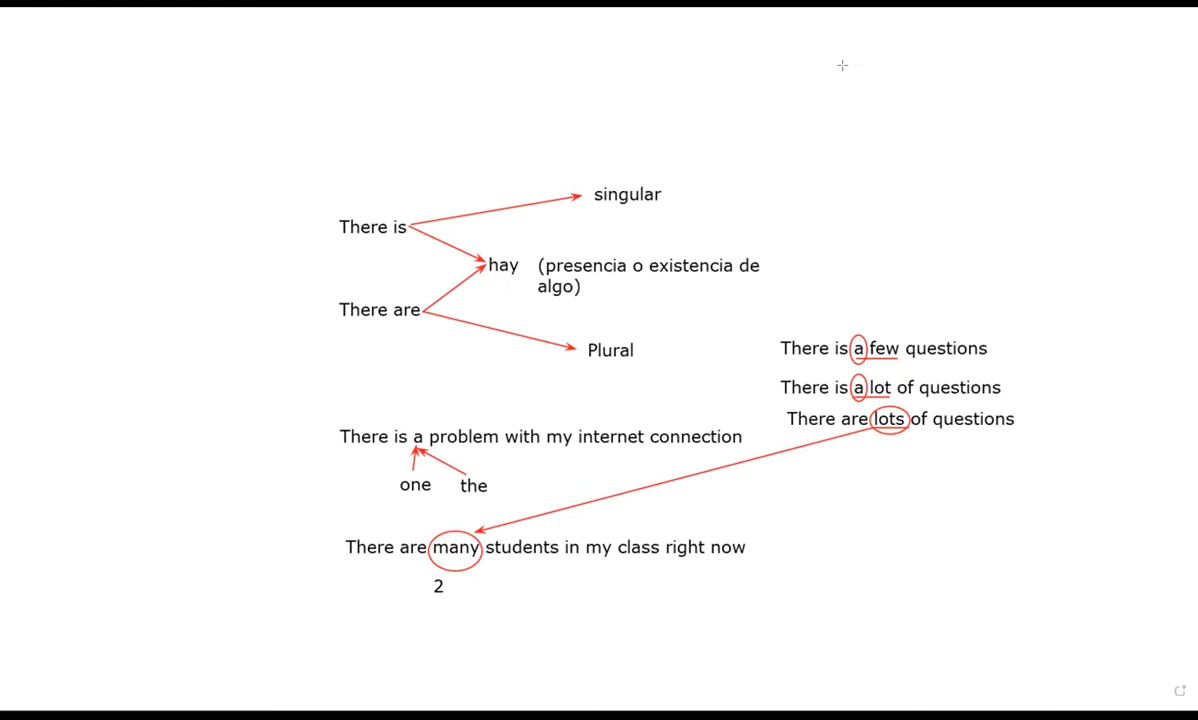 singular
There is
hay (presencia o existencia de
algo)
There are
Plural
There is a few questions
There is a lot of questions
There are lots of questions
There is a problem with my internet connection
one the
There are many students in my class right now
2